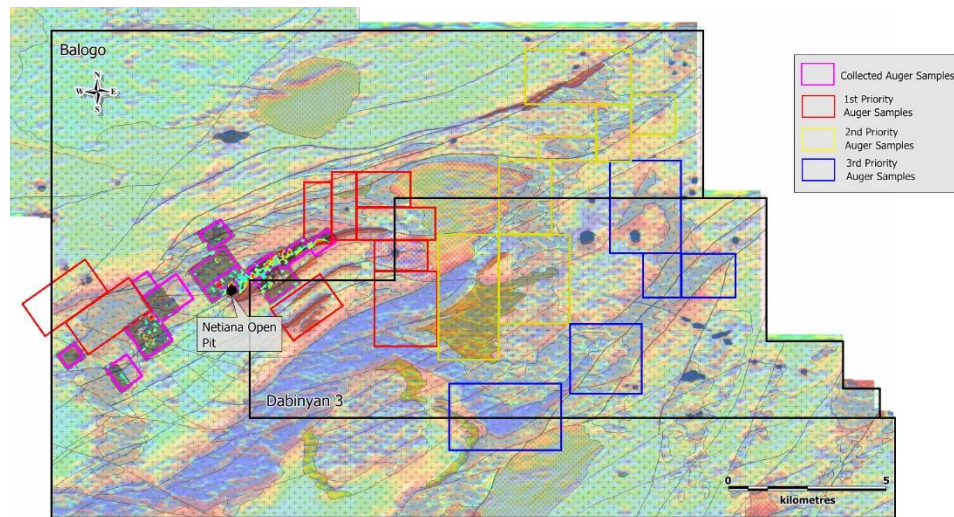 Balogo
N
W E
S
Collected Auger Samples
1st Priority
Auger Samples
2nd Priority
Auger Samples
3rd Priority
Auger Samples
Netiana Open
Pit
Dabinyan 3
0 5
kilometres